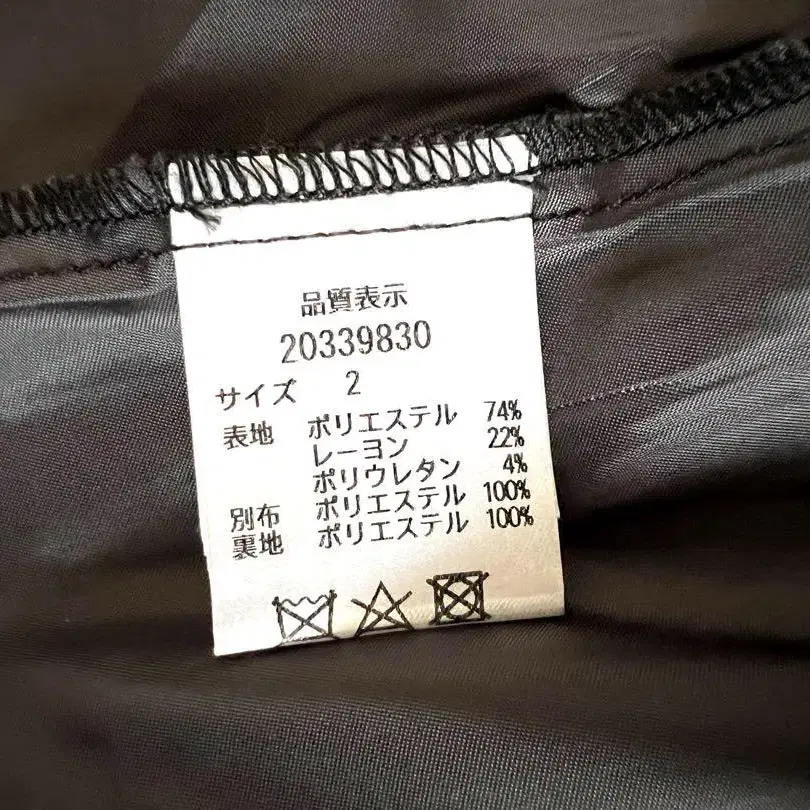 品質表示
20339830
サイズ 2
表地 ポリエステル 74%
レーヨン 22%
ポリウレタン 4%
別布 ポリエステル 100%
裏地 ポリエステル 100%